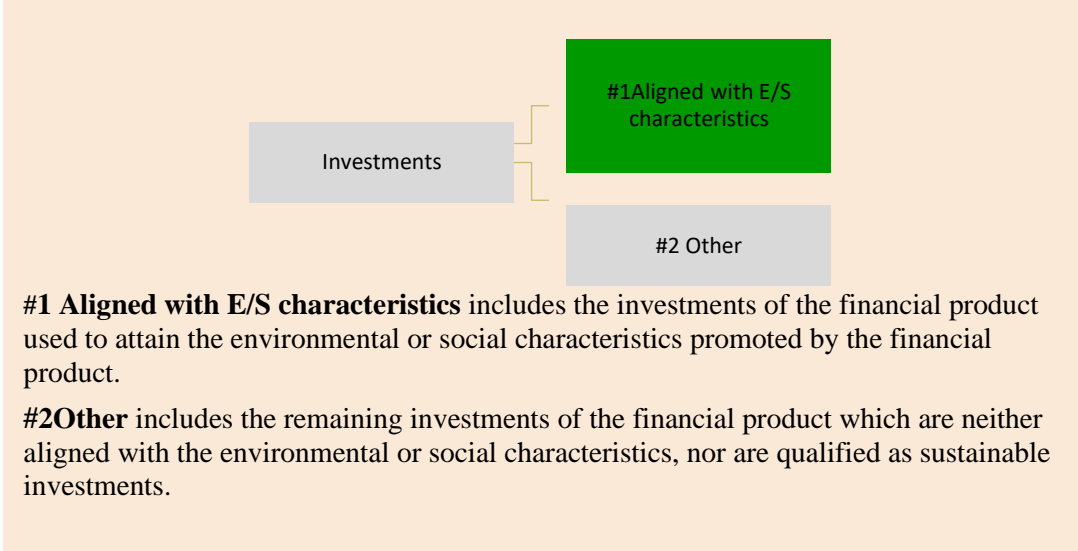 #1Aligned with E/S
characteristics
Investments
#2 Other
#1 Aligned with E/S characteristics includes the investments of the financial product
used to attain the environmental or social characteristics promoted by the financial
product.
#2Other includes the remaining investments of the financial product which are neither
aligned with the environmental or social characteristics, nor are qualified as sustainable
investments.